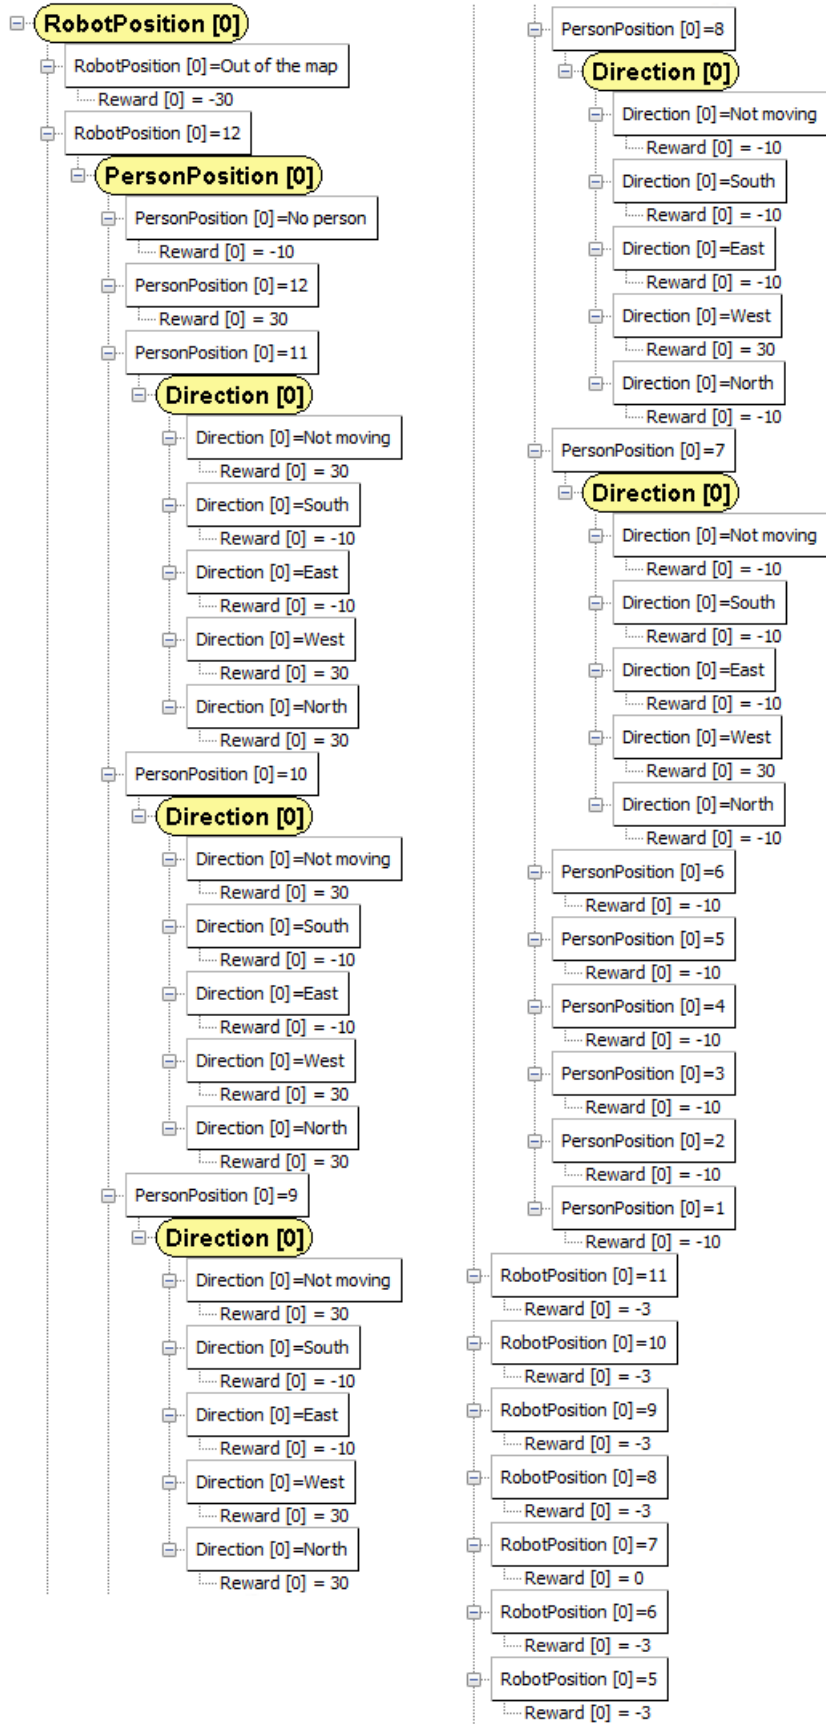 RobotPosition [0]
RobotPosition [0]=Out of the map
Reward [0] = -30
RobotPosition [0]=12
PersonPosition [0]
PersonPosition [0]=No person
Reward [0] = -10
PersonPosition [0]=12
Reward [0] = 30
PersonPosition [0]=11
Direction [0]
Direction [0]=Not moving
Reward [0] = 30
Direction [0]=South
Reward [0] = -10
Direction [0]=East
Reward [0] = -10
Direction [0]=West
Reward [0] = 30
Direction [0]=North
Reward [0] = 30
PersonPosition [0]=10
Direction [0]
Direction [0]=Not moving
Reward [0] = 30
Direction [0]=South
Reward [0] = -10
Direction [0]=East
Reward [0] = -10
Direction [0]=West
Reward [0] = 30
Direction [0]=North
Reward [0] = 30
PersonPosition [0]=9
Direction [0]
Direction [0]=Not moving
Reward [0] = 30
Direction [0]=South
Reward [0] = -10
Direction [0]=East
Reward [0] = -10
Direction [0]=West
Reward [0] = 30
Direction [0]=North
Reward [0] = 30
PersonPosition [0]=8
Direction [0]
Direction [0]=Not moving
Reward [0] = -10
Direction [0]=South
Reward [0] = -10
Direction [0]=East
Reward [0] = -10
Direction [0]=West
Reward [0] = 30
Direction [0]=North
Reward [0] = -10
PersonPosition [0]=7
Direction [0]
Direction [0]=Not moving
Reward [0] = -10
Direction [0]=South
Reward [0] = -10
Direction [0]=East
Reward [0] = -10
Direction [0]=West
Reward [0] = 30
Direction [0]=North
Reward [0] = -10
PersonPosition [0]=6
Reward [0] = -10
PersonPosition [0]=5
Reward [0] = -10
PersonPosition [0]=4
Reward [0] = -10
PersonPosition [0]=3
Reward [0] = -10
PersonPosition [0]=2
Reward [0] = -10
PersonPosition [0]=1
Reward [0] = -10
RobotPosition [0]=11
Reward [0] = -3
RobotPosition [0]=10
Reward [0] = -3
RobotPosition [0]=9
Reward [0] = -3
RobotPosition [0]=8
Reward [0] = -3
RobotPosition [0]=7
Reward [0] = 0
RobotPosition [0]=6
Reward [0] = -3
RobotPosition [0]=5
Reward [0] = -3